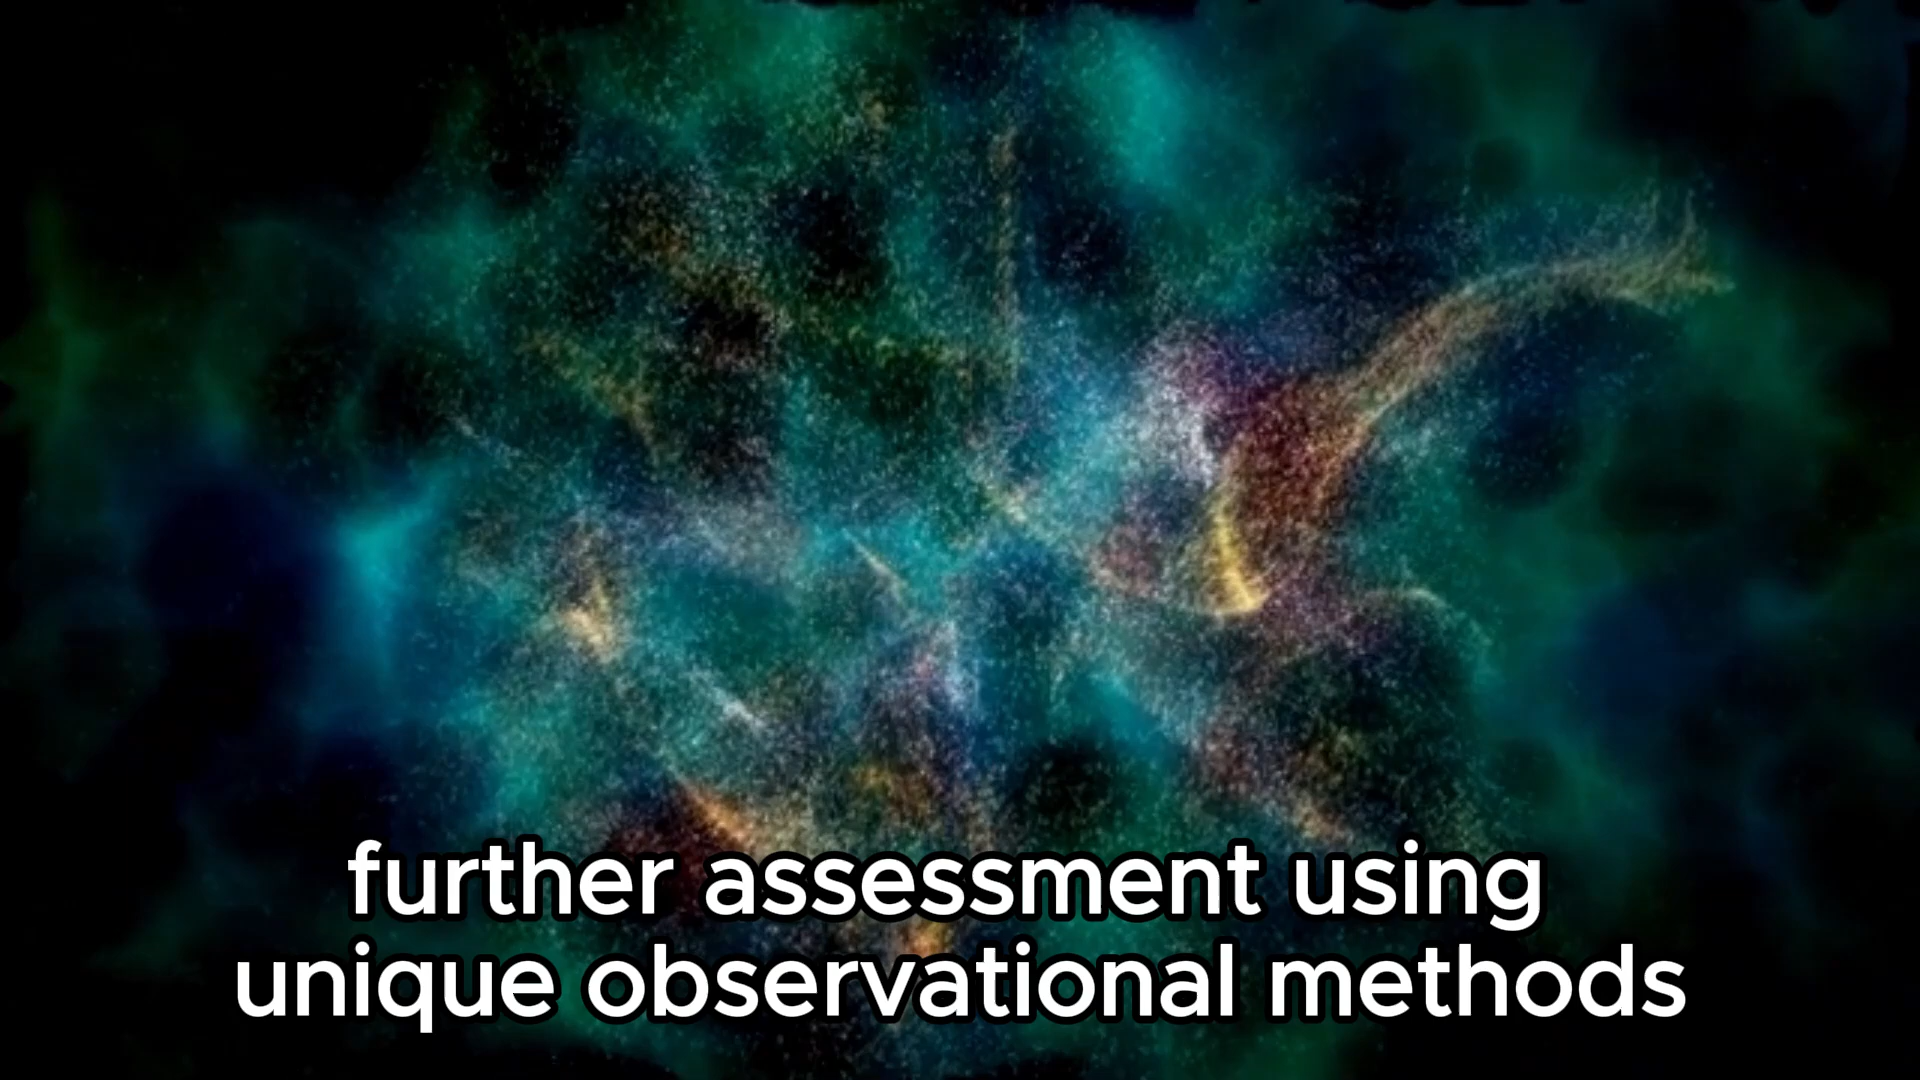 further assessment using
unique observational methods